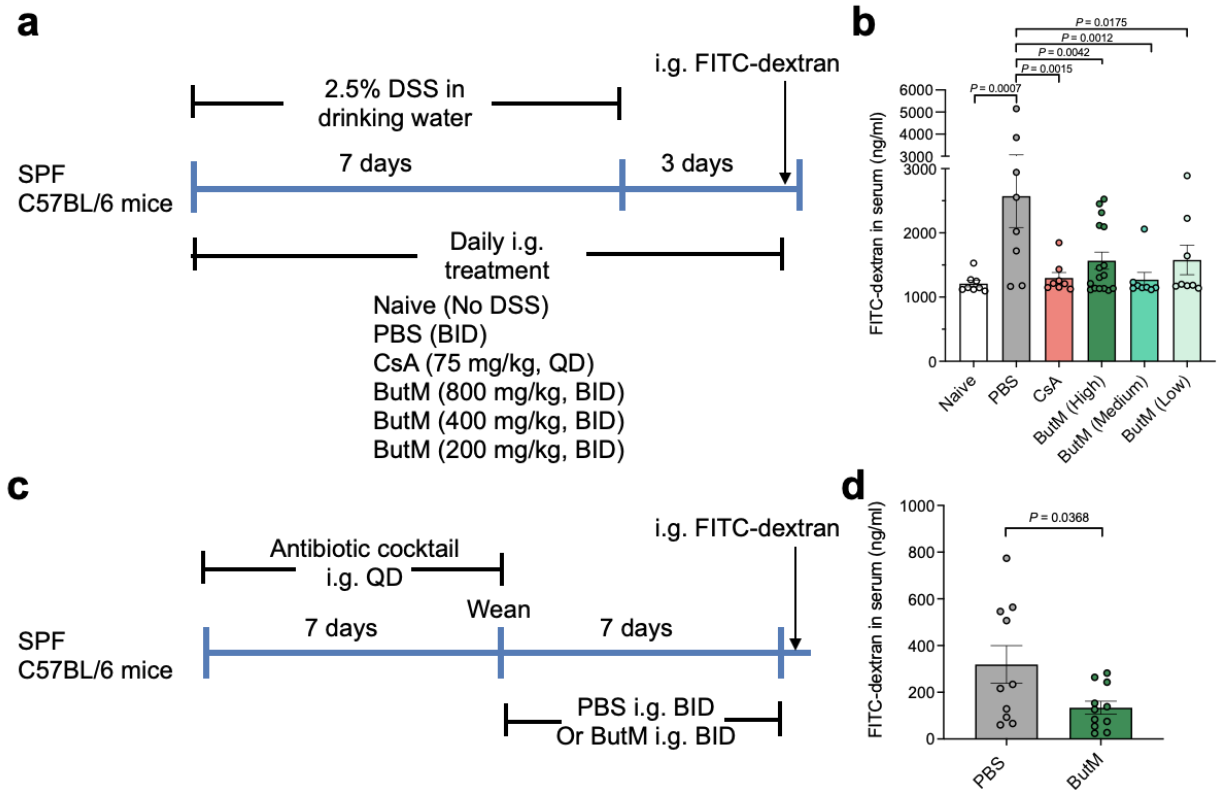 a
i.g. FITC-dextran
2.5% DSS in
drinking water
7 days
3 days
SPF
C57BL/6 mice
Daily i.g.
treatment
Naive (No DSS)
PBS (BID)
CsA (75 mg/kg, QD)
ButM (800 mg/kg, BID)
ButM (400 mg/kg, BID)
ButM (200 mg/kg, BID)
b
P = 0.0175
P = 0.0012
P = 0.0042
P = 0.0015
P = 0.0007
FITC-dextran in serum (ng/ml)
6000
5000
4000
3000
3000
2000
1000
0
Naive
PBS
CsA
ButM (High)
ButM (Medium)
ButM (Low)
c
i.g. FITC-dextran
Antibiotic cocktail
i.g. QD
Wean
7 days
7 days
SPF
C57BL/6 mice
PBS i.g. BID
Or ButM i.g. BID
d
P = 0.0368
FITC-dextran in serum (ng/ml)
1000
800
600
400
200
0
PBS
ButM